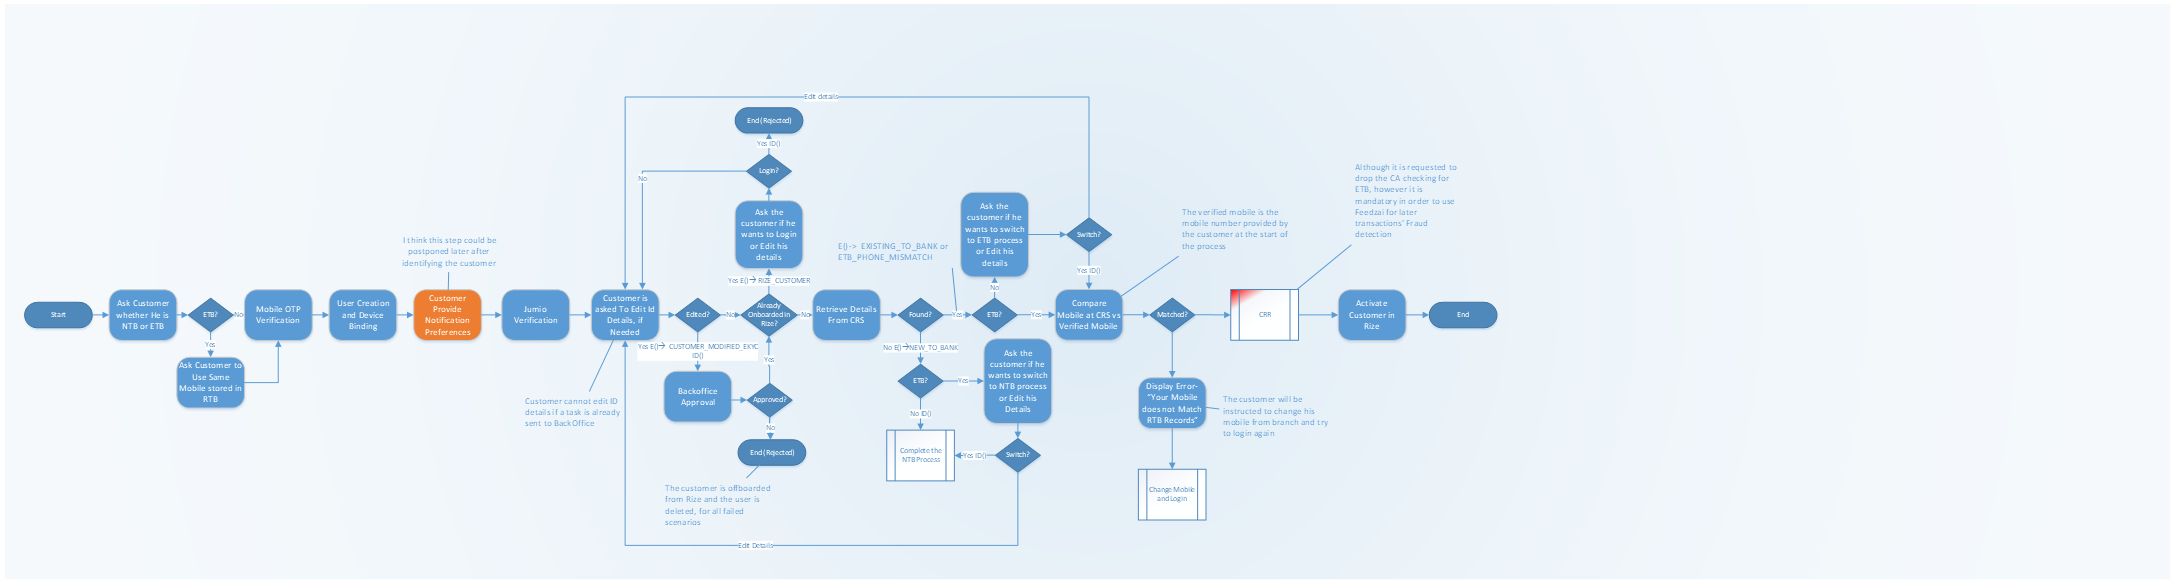 Edit details
End (Rejected)
Yes ID()
Login?
No
Ask the
customer if he
wants to Login
or Edit his
details
Yes E()→ RIZE_CUSTOMER
I think this step could be
postponed later after
identifying the customer
Start
Ask Customer
whether He is
NTB or ETB
ETB?
No
Yes
Ask Customer to
Use Same
Mobile stored in
RTB
Mobile OTP
Verification
User Creation
and Device
Binding
Customer
Provide
Notification
Preferences
Jumio
Verification
Customer is
asked To Edit Id
Details, if
Needed
Customer cannot edit ID
details if a task is already
sent to BackOffice
Edited?
No
Yes E()→ CUSTOMER_MODIFIED_EKYC
ID()
Backoffice
Approval
Approved?
Yes
No
End (Rejected)
The customer is offboarded
from Rize and the user is
deleted, for all failed
scenarios
Already
Onboarded in
Rize?
No
Retrieve Details
From CRS
Found?
Yes
E()-> EXISTING_TO_BANK or
ETB_PHONE_MISMATCH
No E()→NEW_TO_BANK
ETB?
Yes
No ID()
Complete the
NTB Process
Ask the
customer if he
wants to switch
to NTB process
or Edit his
Details
Switch?
Yes ID()
Edit Details
ETB?
No
Yes
Ask the
customer if he
wants to switch
to ETB process
or Edit his
details
Switch?
Yes ID()
Compare
Mobile at CRS vs
Verified Mobile
The verified mobile is the
mobile number provided by
the customer at the start of
the process
Matched?
Display Error-
"Your Mobile
does not Match
RTB Records"
The customer will be
instructed to change his
mobile from branch and try
to login again
Change Mobile
and Login
CRR
Although it is requested to
drop the CA checking for
ETB, however it is
mandatory in order to use
Feedzai for later
transactions' Fraud
detection
Activate
Customer in
Rize
End